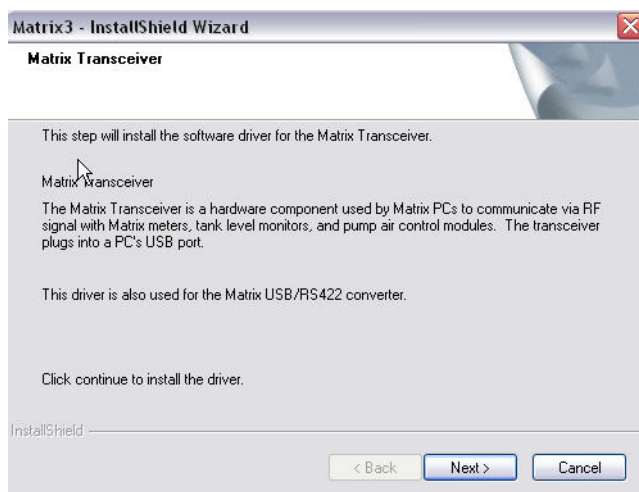 Matrix3 - InstallShield Wizard
Matrix Transceiver
This step will install the software driver for the Matrix Transceiver.
Matrix Transceiver
The Matrix Transceiver is a hardware component used by Matrix PCs to communicate via RF
signal with Matrix meters, tank level monitors, and pump air control modules. The transceiver
plugs into a PC's USB port.
This driver is also used for the Matrix USB/RS422 converter.
Click continue to install the driver.
InstallShield
< Back Next > Cancel